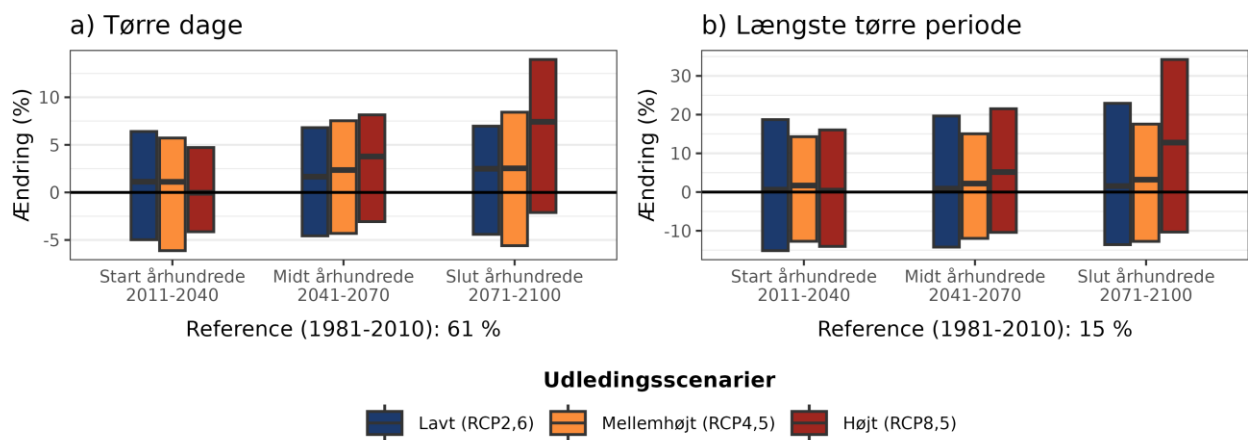 a) Tørre dage
Ændring (%)
10
5
0
-5
Start århundrede
2011-2040
Midt århundrede
2041-2070
Slut århundrede
2071-2100
Reference (1981-2010): 61 %
b) Længste tørre periode
Ændring (%)
30
20
10
0
-10
Start århundrede
2011-2040
Midt århundrede
2041-2070
Slut århundrede
2071-2100
Reference (1981-2010): 15 %
Udledingsscenarier
Lavt (RCP2,6)
Mellemhøjt (RCP4,5)
Højt (RCP8,5)